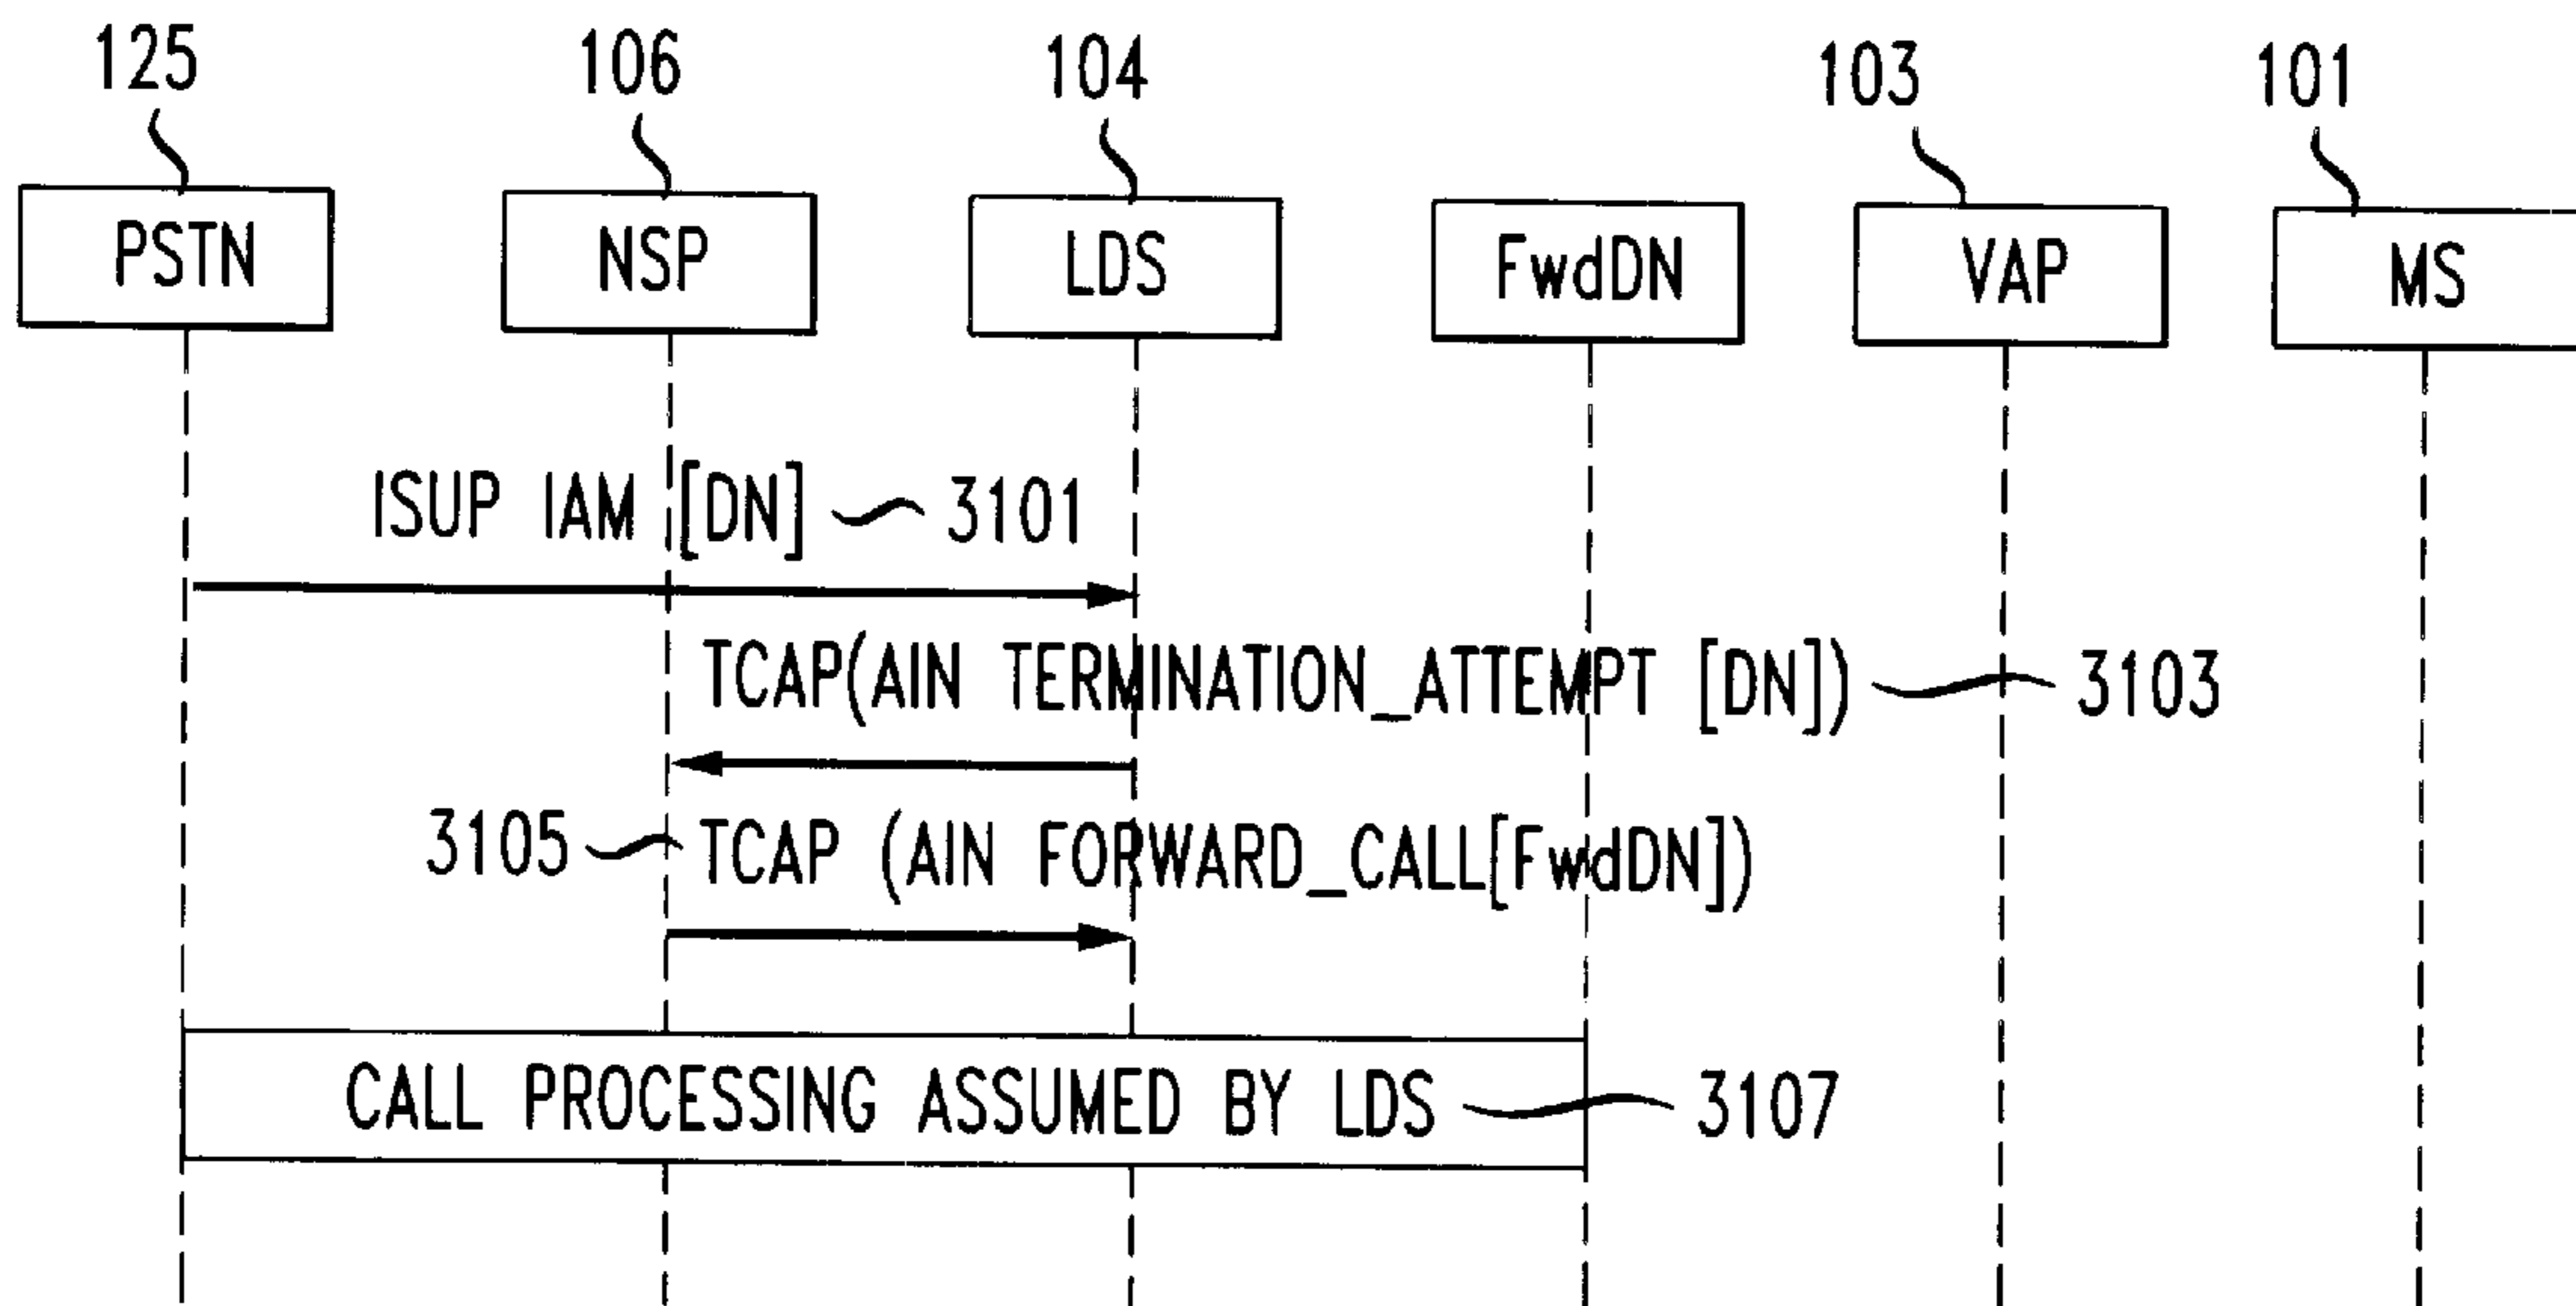 125 106 104 103 101
PSTN NSP LDS FwdDN VAP MS
ISUP IAM [DN] 3101
TCAP(AIN TERMINATION_ATTEMPT [DN]) 3103
3105 TCAP (AIN FORWARD_CALL[FwdDN])
CALL PROCESSING ASSUMED BY LDS 3107